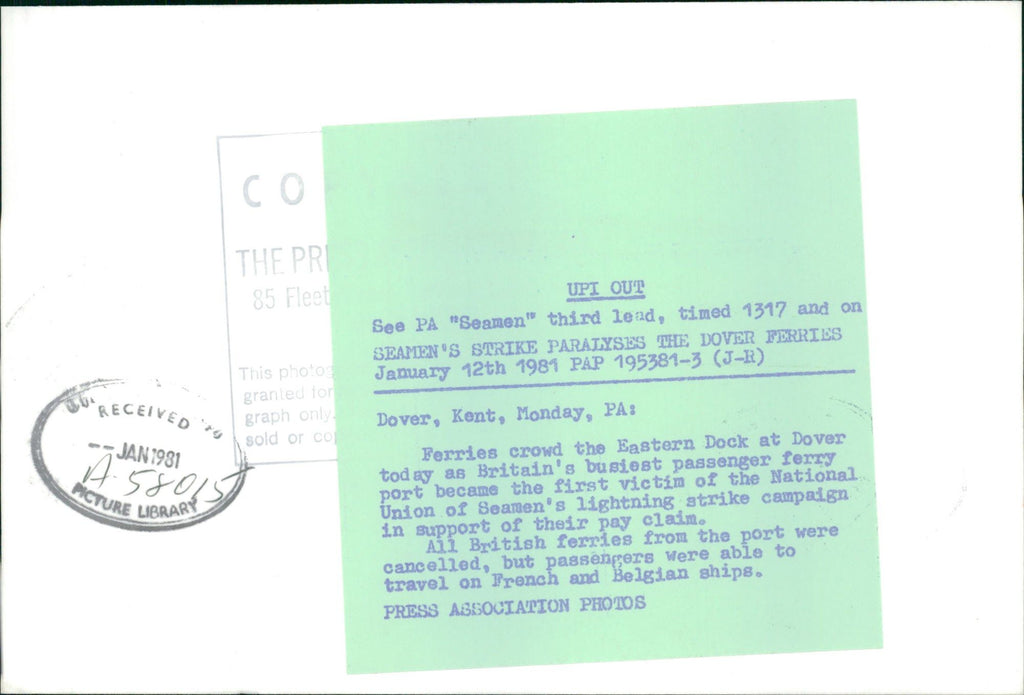 C O
THE PRI
85 Fleet
This photog
granted for
graph only.
sold or co
RECEIVED
-- JAN 1981
A 58015
PICTURE LIBRARY
UPI OUT
See PA "Seamen" third lead, timed 1317 and on
SEAMEN'S STRIKE PARALYSES THE DOVER FERRIES
January 12th 1981 PAP 195381-3 (J-R)
Dover, Kent, Monday, PA:
Ferries crowd the Eastern Dock at Dover
today as Britain's busiest passenger ferry
port became the first victim of the National
Union of Seamen's lightning strike campaign
in support of their pay claim.
All British ferries from the port were
cancelled, but passengers were able to
travel on French and Belgian ships.
PRESS ASSOCIATION PHOTOS